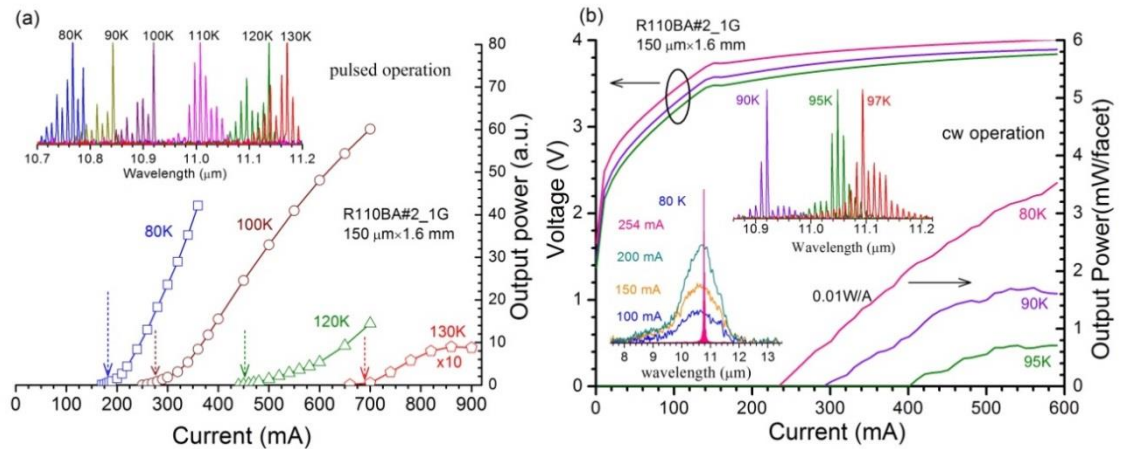 (a)
80K 90K 100K 110K 120K 130K
pulsed operation
10.7 10.8 10.9 11.0 11.1 11.2
Wavelength (μm)
R110BA#2_1G
150 μm×1.6 mm
80K
100K
120K
130K
x10
0 10 20 30 40 50 60 70 80
Output power (a.u.)
0 100 200 300 400 500 600 700 800 900
Current (mA)
(b)
R110BA#2_1G
150 μm×1.6 mm
90K 95K 97K
cw operation
10.9 11.0 11.1 11.2
Wavelength (μm)
80 K
254 mA
200 mA
150 mA
100 mA
8 9 10 11 12 13
wavelength (μm)
0.01W/A
80K
90K
95K
0 1 2 3 4
Voltage (V)
0 1 2 3 4 5 6
Output Power(mW/facet)
0 100 200 300 400 500 600
Current (mA)